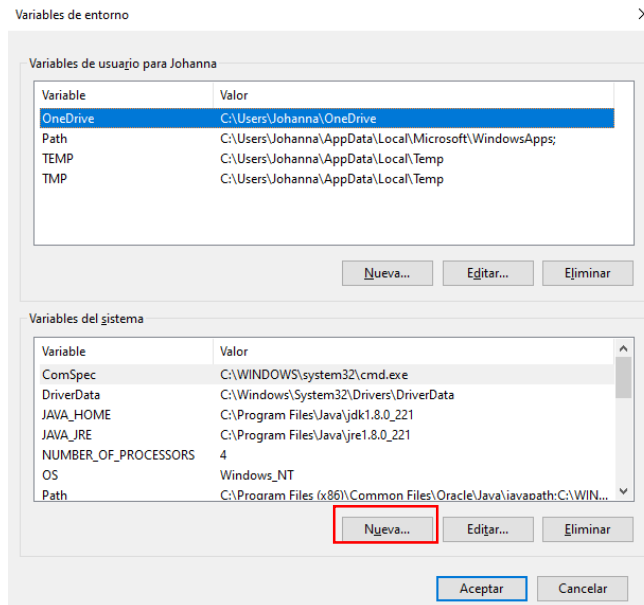 Variables de entorno
Variables de usuario para Johanna
Variable Valor
OneDrive C:\Users\Johanna\OneDrive
Path C:\Users\Johanna\AppData\Local\Microsoft\WindowsApps;
TEMP C:\Users\Johanna\AppData\Local\Temp
TMP C:\Users\Johanna\AppData\Local\Temp
Nueva... Editar... Eliminar
Variables del sistema
Variable Valor
ComSpec C:\WINDOWS\system32\cmd.exe
DriverData C:\Windows\System32\Drivers\DriverData
JAVA_HOME C:\Program Files\Java\jdk1.8.0_221
JAVA_JRE C:\Program Files\Java\jre1.8.0_221
NUMBER_OF_PROCESSORS 4
OS Windows_NT
Path C:\Program Files (x86)\Common Files\Oracle\Java\javapath;C:\WIN...
Nueva... Editar... Eliminar
Aceptar Cancelar